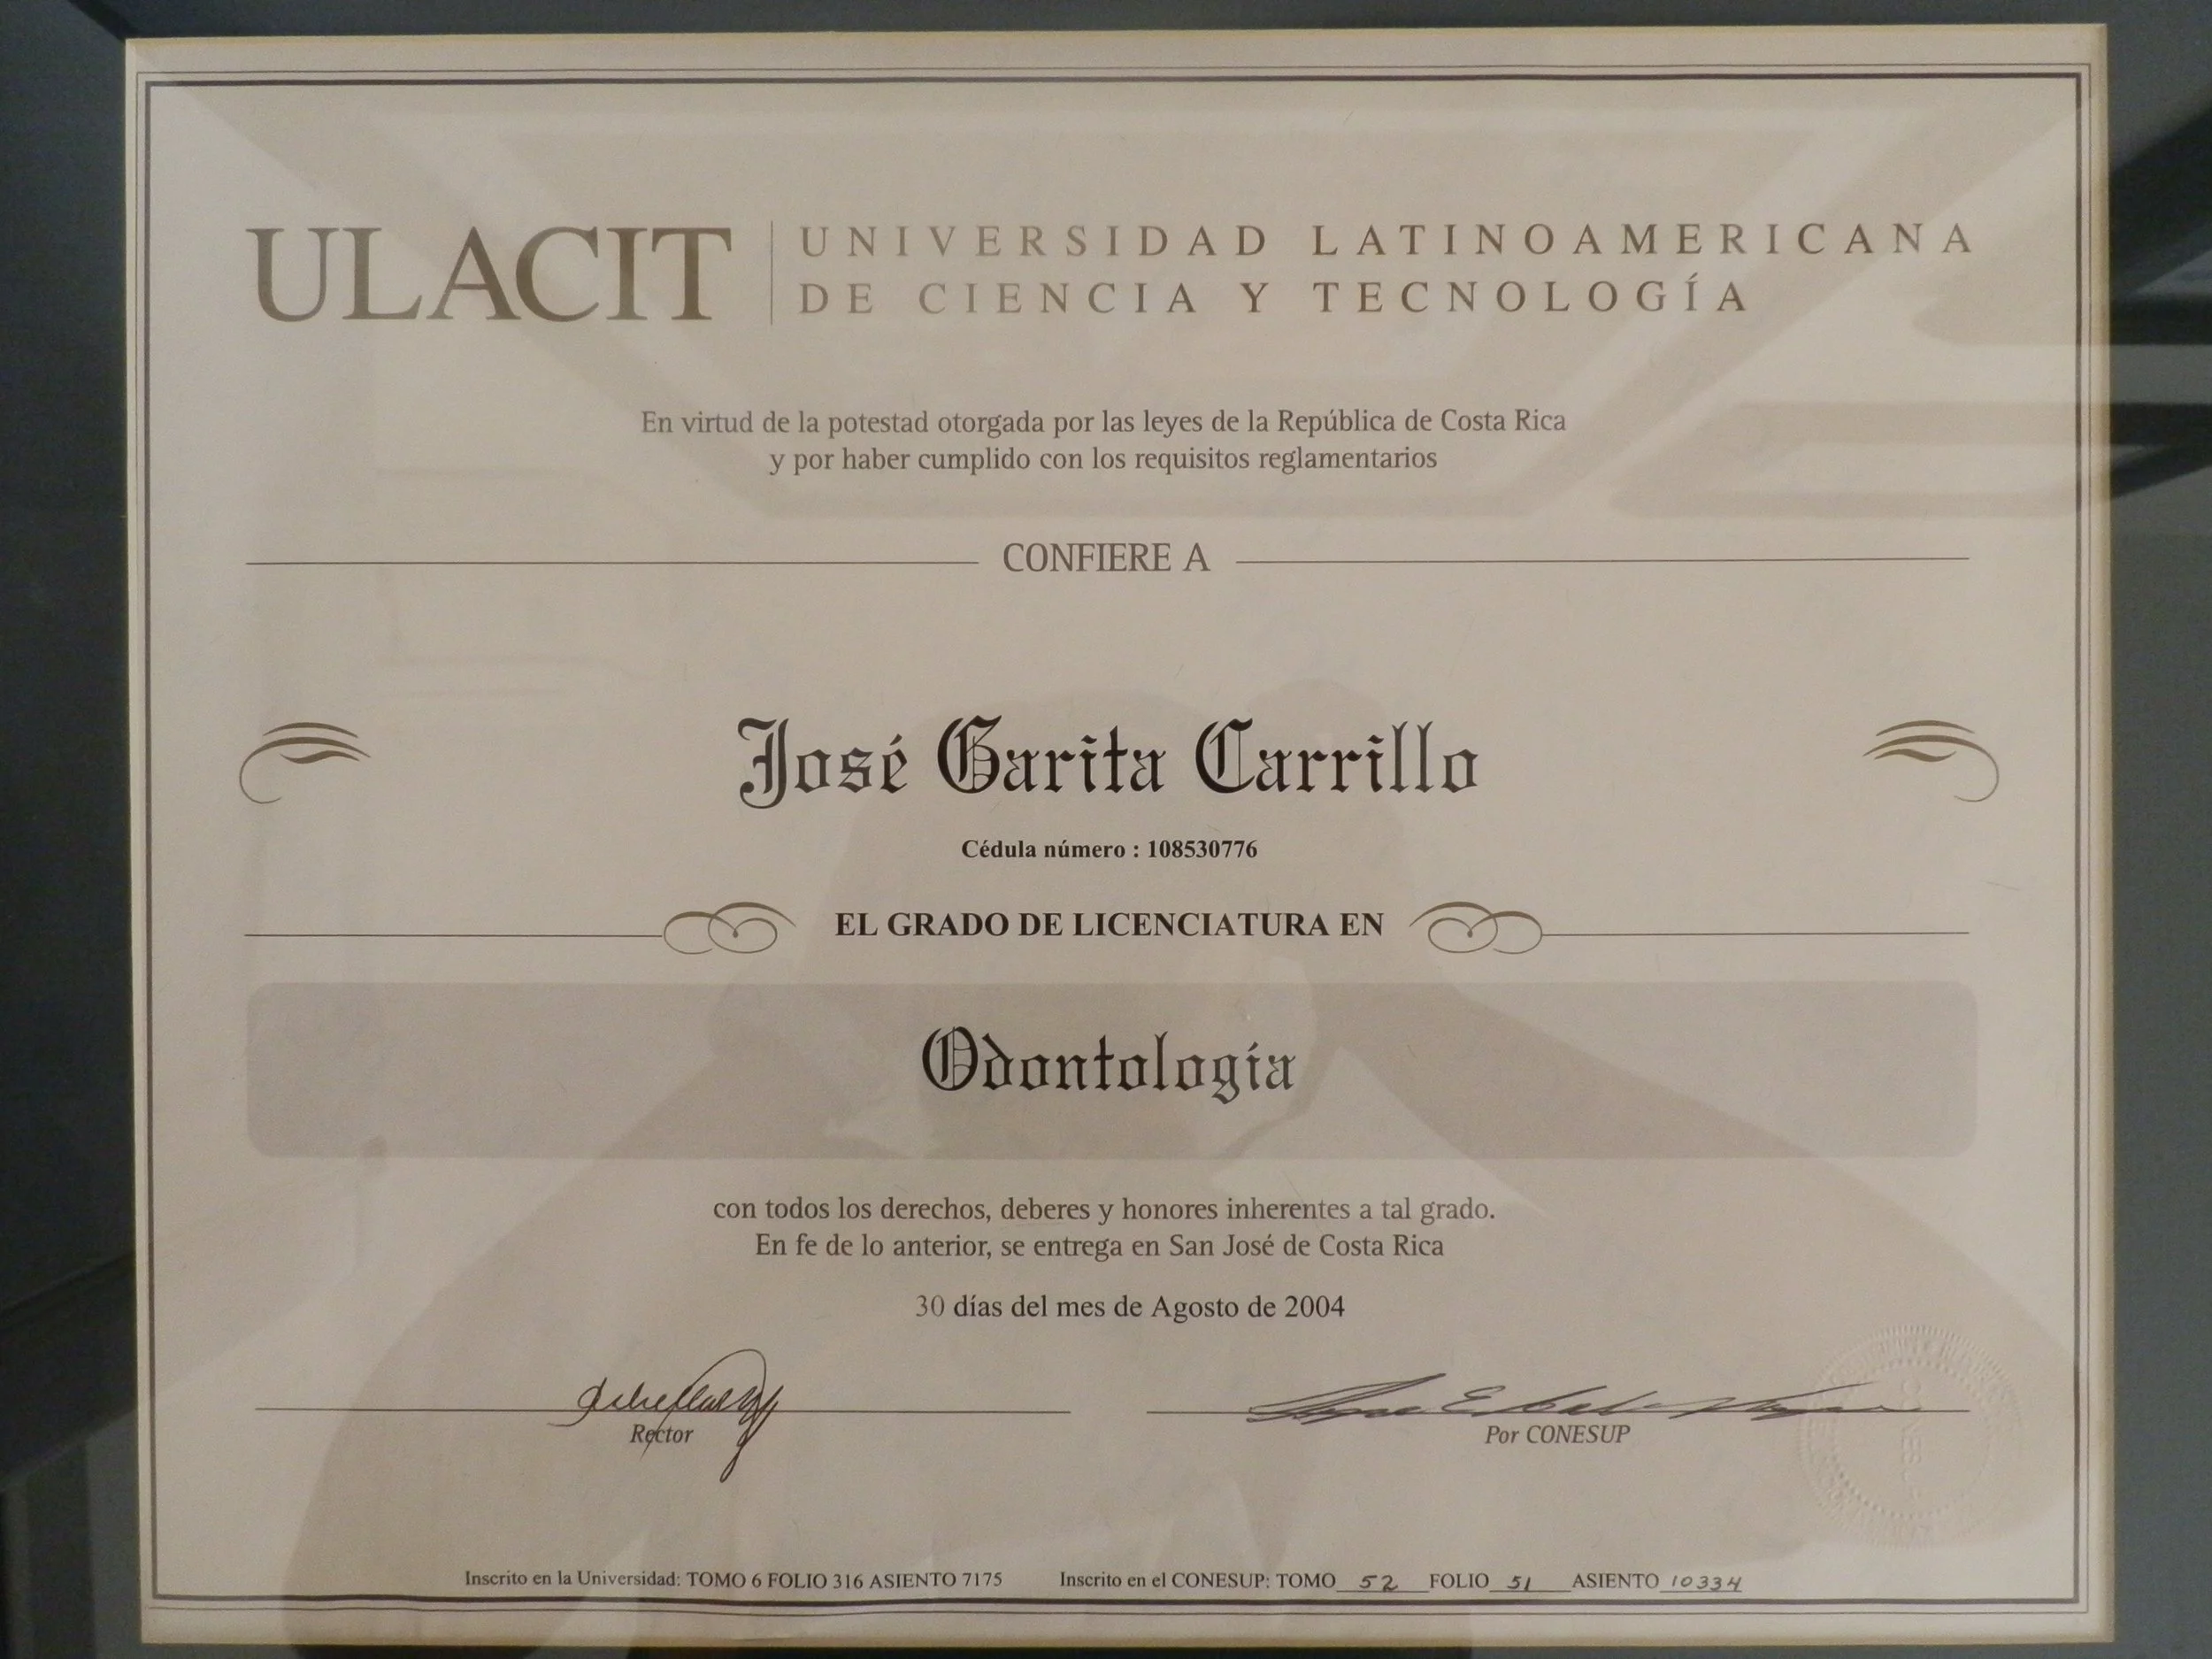 ULACIT
UNIVERSIDAD LATINOAMERICANA
DE CIENCIA Y TECNOLOGÍA
En virtud de la potestad otorgada por las leyes de la República de Costa Rica
y por haber cumplido con los requisitos reglamentarios
CONFIERE A
José Garita Carrillo
Cédula número : 108530776
EL GRADO DE LICENCIATURA EN
Odontología
con todos los derechos, deberes y honores inherentes a tal grado.
En fe de lo anterior, se entrega en San José de Costa Rica
30 días del mes de Agosto de 2004
Rector
Por CONESUP
Inscrito en la Universidad: TOMO 6 FOLIO 316 ASIENTO 7175
Inscrito en el CONESUP: TOMO 52 FOLIO 51 ASIENTO 10334